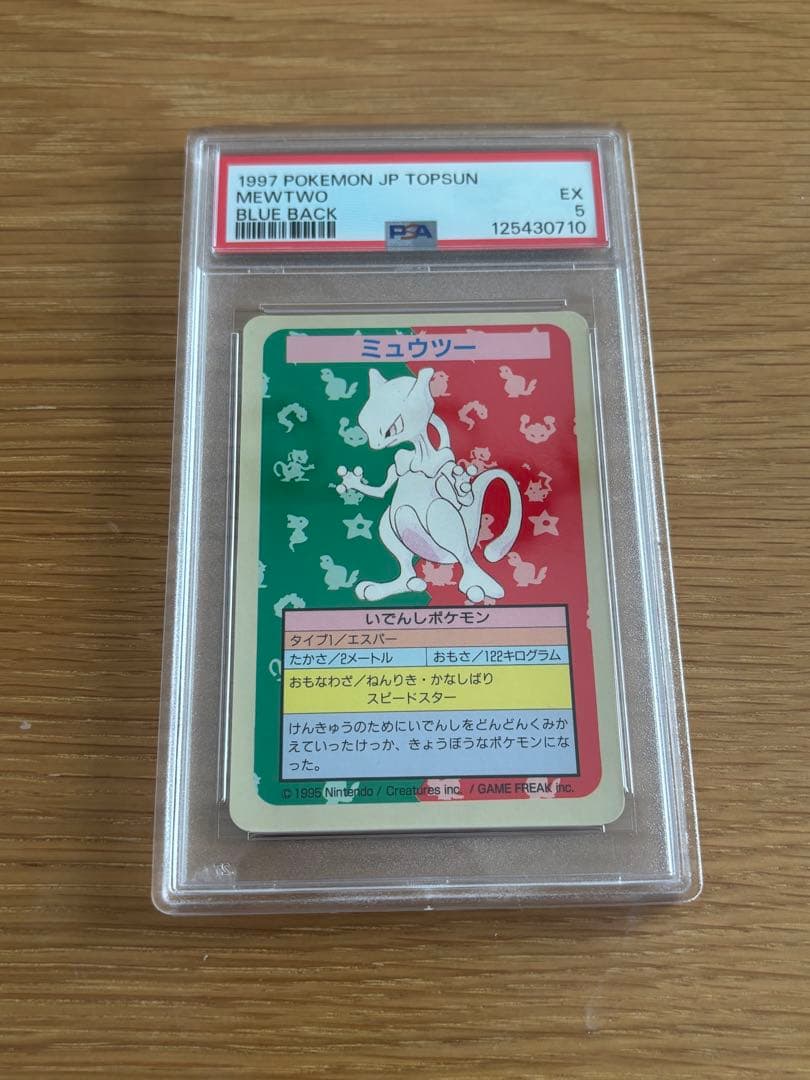 1997 POKEMON JP TOPSUN
MEWTWO
EX
BLUE BACK
5
PSA
125430710
ミュウツー
いでんしポケモン
タイプ1/エスパー
たかさ/2メートル
おもさ/122キログラム
おもなわざ/ねんりき・かなしばり
スピードスター
けんきゅうのためにいでんしをどんどんくみか
えていったけっか、きょうぼうなポケモンにな
った。
© 1995 Nintendo / Creatures inc. / GAME FREAK inc.